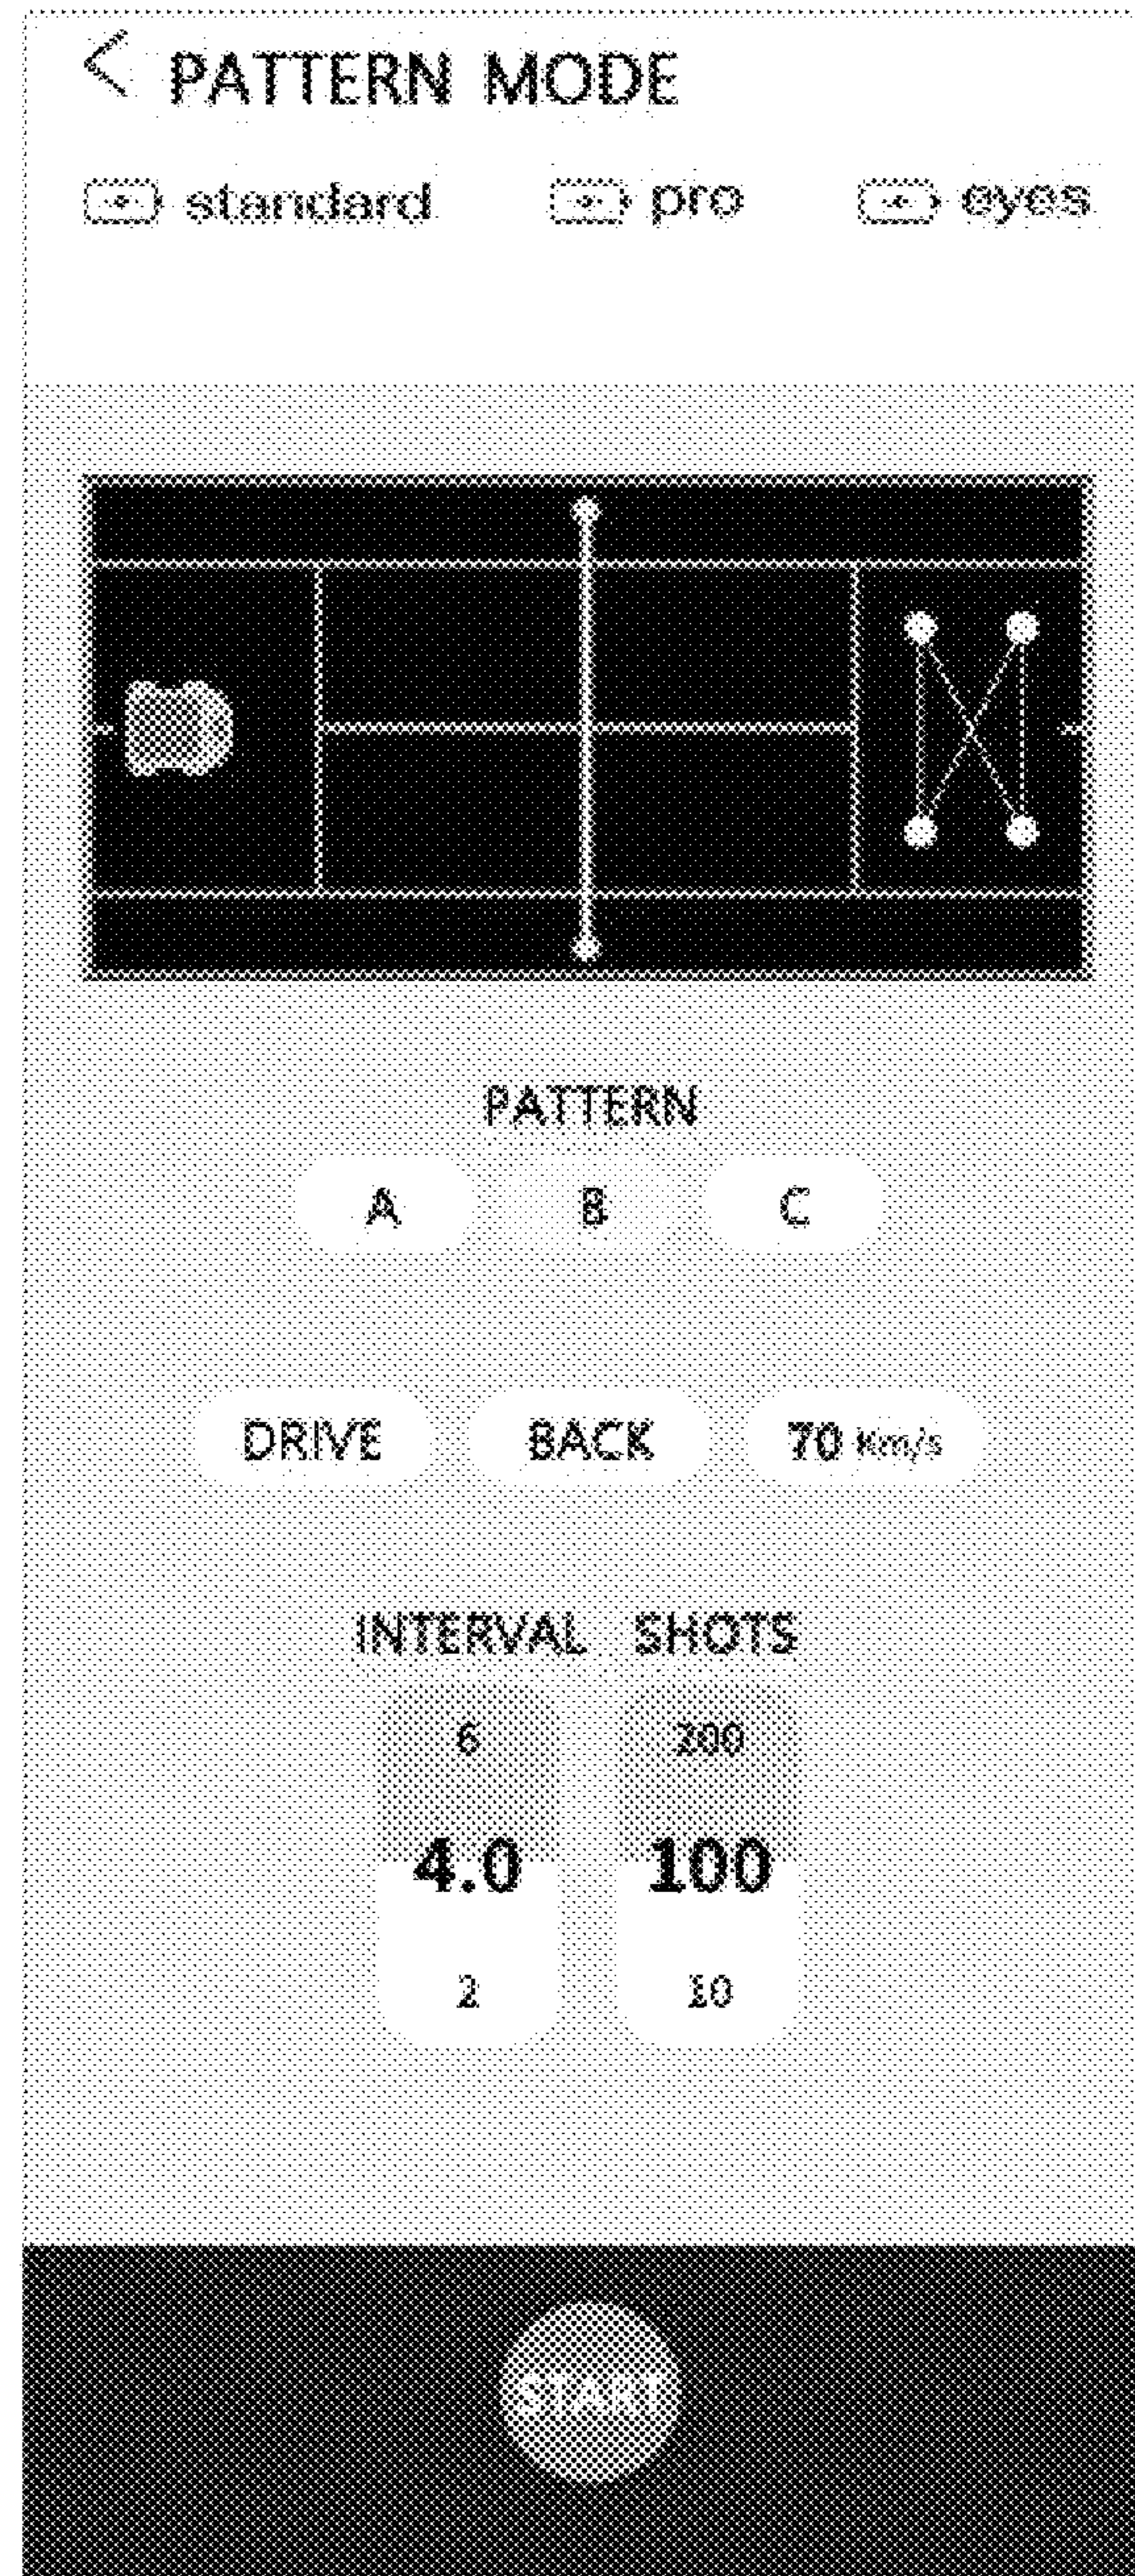 < PATTERN MODE
standard pro eyes
PATTERN
A B C
DRIVE BACK 70 Km/s
INTERVAL SHOTS
6 200
4.0 100
2 10
START